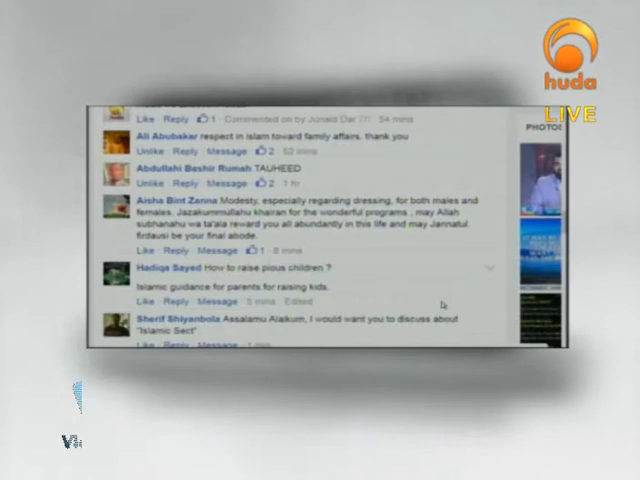 huda
LIVE
PHOTOS
Like Reply 1 Commented on by Junaid Dar 54 mins
Ali Abubakar respect in islam toward family affairs, thank you
Unlike Reply Message 2 52 mins
Abdullahi Bashir Rumah TAUHEED
Unlike Reply Message 2 1 hr
Aisha Bint Zanna Modesty, especially regarding dressing, for both males and
females. Jazakummullahu khairan for the wonderful programs , may Allah
subhanahu wa ta'ala reward you all abundantly in this life and may Jannatul
firdausi be your final abode.
Like Reply Message 1 8 mins
Hadiqa Sayed How to raise pious children ?
Islamic guidance for parents for raising kids.
Like Reply Message 5 mins Edited
Sherif Shiyanbola Assalamu Alaikum, I would want you to discuss about
"Islamic Sect"
Like Reply Message 1 min